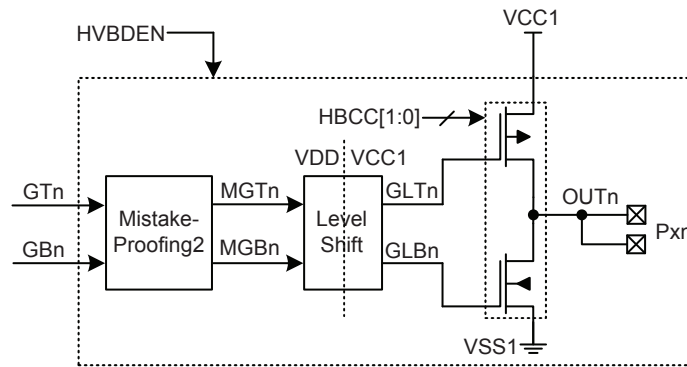 VCC1
HVBDEN
HBCC[1:0]
VDD VCC1
GTn
MGTn
GLTn
OUTn
Mistake-
Proofing2
Level
Shift
Pxn
GBn
MGBn
GLBn
VSS1